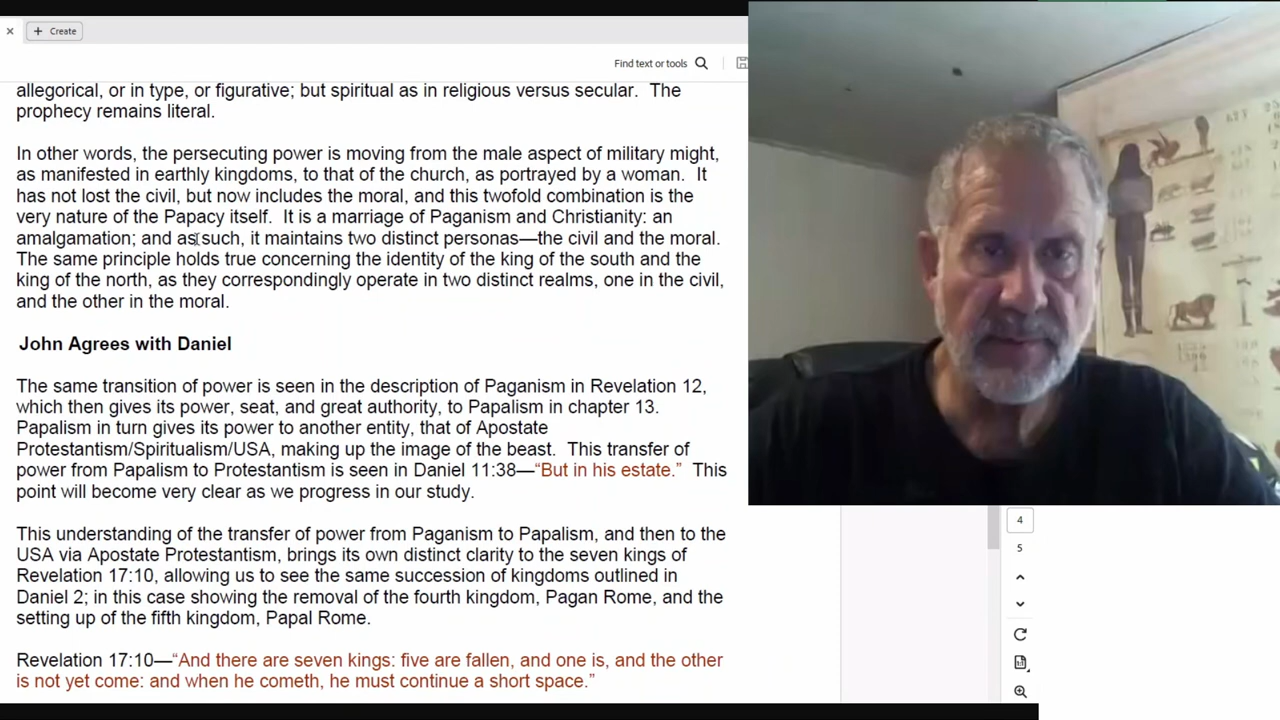 Create
Find text or tools
allegorical, or in type, or figurative; but spiritual as in religious versus secular. The
prophecy remains literal.
In other words, the persecuting power is moving from the male aspect of military might,
as manifested in earthly kingdoms, to that of the church, as portrayed by a woman. It
has not lost the civil, but now includes the moral, and this twofold combination is the
very nature of the Papacy itself. It is a marriage of Paganism and Christianity: an
amalgamation; and as such, it maintains two distinct personas—the civil and the moral.
The same principle holds true concerning the identity of the king of the south and the
king of the north, as they correspondingly operate in two distinct realms, one in the civil,
and the other in the moral.
John Agrees with Daniel
The same transition of power is seen in the description of Paganism in Revelation 12,
which then gives its power, seat, and great authority, to Papalism in chapter 13.
Papalism in turn gives its power to another entity, that of Apostate
Protestantism/Spiritualism/USA, making up the image of the beast. This transfer of
power from Papalism to Protestantism is seen in Daniel 11:38—“But in his estate.” This
point will become very clear as we progress in our study.
This understanding of the transfer of power from Paganism to Papalism, and then to the
USA via Apostate Protestantism, brings its own distinct clarity to the seven kings of
Revelation 17:10, allowing us to see the same succession of kingdoms outlined in
Daniel 2; in this case showing the removal of the fourth kingdom, Pagan Rome, and the
setting up of the fifth kingdom, Papal Rome.
Revelation 17:10—“And there are seven kings: five are fallen, and one is, and the other
is not yet come: and when he cometh, he must continue a short space.”
4
5